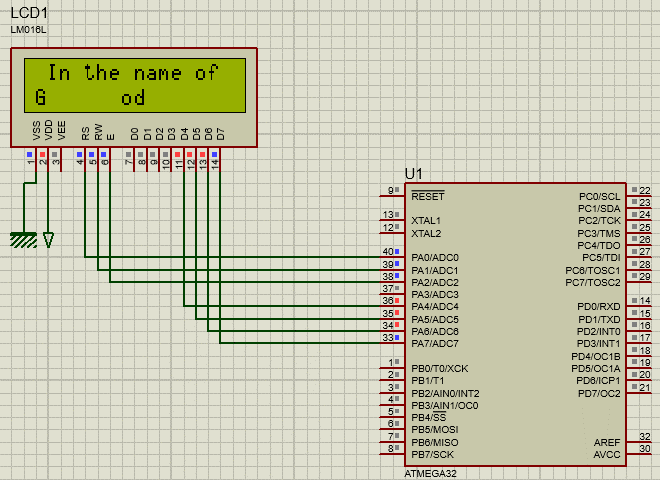 LCD1
LM016L
In the name of
G od
VSS VDD VEE RS RW E D0 D1 D2 D3 D4 D5 D6 D7
1 2 3 4 5 6 7 8 9 10 11 12 13 14
U1
9 RESET PC0/SCL 22
PC1/SDA 23
13 XTAL1 PC2/TCK 24
12 XTAL2 PC3/TMS 25
PC4/TDO 26
40 PA0/ADC0 PC5/TDI 27
39 PA1/ADC1 PC6/TOSC1 28
38 PA2/ADC2 PC7/TOSC2 29
37 PA3/ADC3
36 PA4/ADC4 PD0/RXD 14
35 PA5/ADC5 PD1/TXD 15
34 PA6/ADC6 PD2/INT0 16
33 PA7/ADC7 PD3/INT1 17
PD4/OC1B 18
1 PB0/T0/XCK PD5/OC1A 19
2 PB1/T1 PD6/ICP1 20
3 PB2/AIN0/INT2 PD7/OC2 21
4 PB3/AIN1/OC0
5 PB4/SS
6 PB5/MOSI
7 PB6/MISO AREF 32
8 PB7/SCK AVCC 30
ATMEGA32